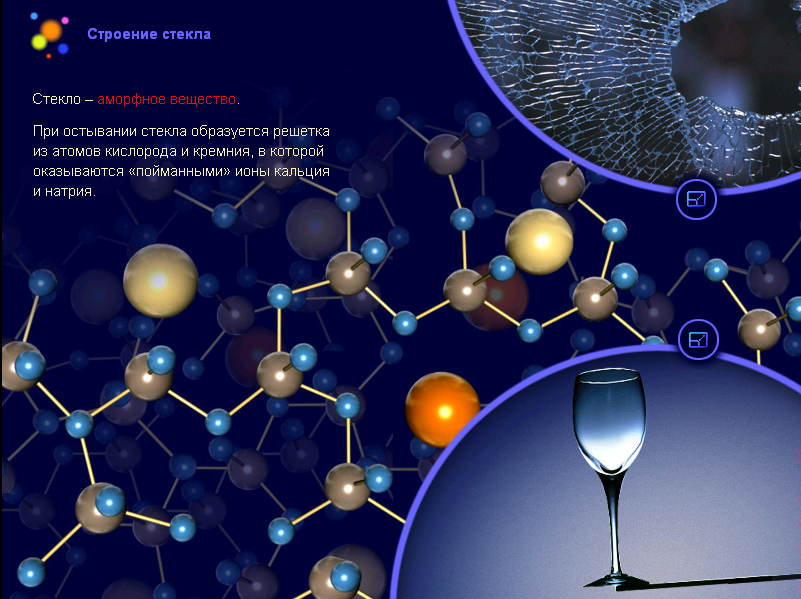 Строение стекла
Стекло – аморфное вещество.
При остывании стекла образуется решетка
из атомов кислорода и кремния, в которой
оказываются «пойманными» ионы кальция
и натрия.